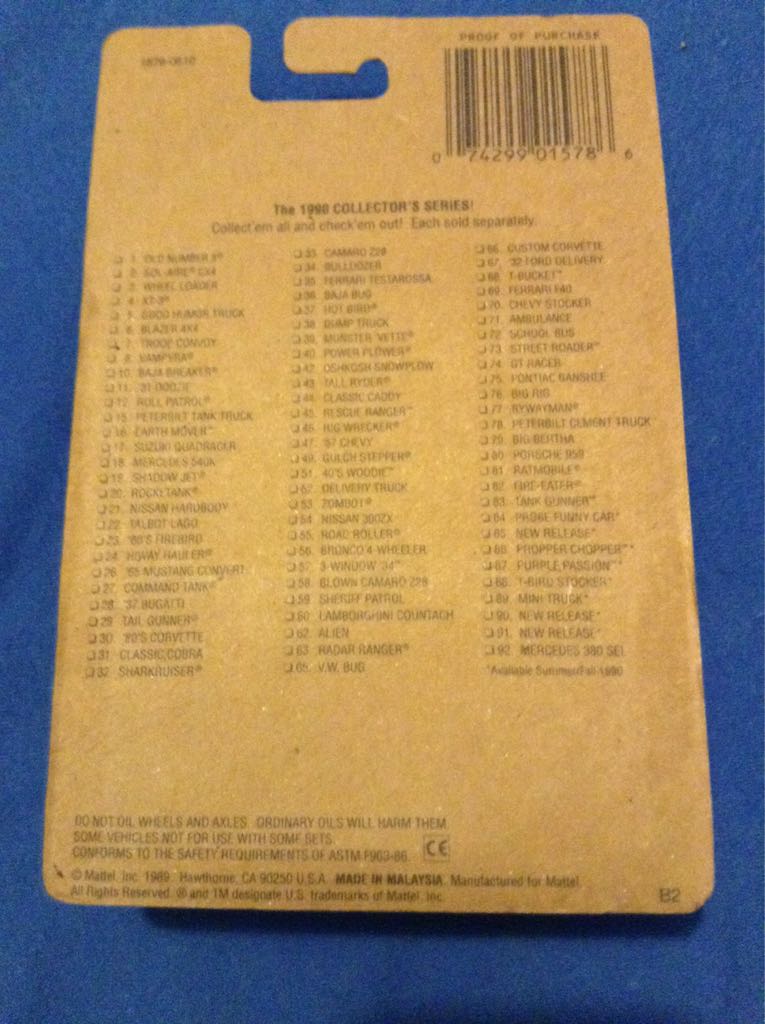 1879-0610
PROOF OF PURCHASE
0 74299 01578 6
The 1990 COLLECTOR'S SERIES!
Collect'em all and check'em out! Each sold separately.
1. OLD NUMBER 5®
2. SOL-AIRE® CX4
3. WHEEL LOADER
4. XT-3®
5. GOOD HUMOR TRUCK
6. BLAZER 4X4
7. TROOP CONVOY
8. VAMPYRA®
10. BAJA BREAKER®
11. '31 DOOZIE
12. ROLL PATROL®
15. PETERBILT TANK TRUCK
16. EARTH MOVER™
17. SUZUKI QUADRACER
18. MERCEDES 540K
19. SHADOW JET®
20. ROCKETANK®
21. NISSAN HARDBODY
22. TALBOT LAGO
23. '80'S FIREBIRD
24. HIWAY HAULER®
26. '65 MUSTANG CONVERT.
27. COMMAND TANK®
28. '37 BUGATTI
29. TAIL GUNNER®
30. '80'S CORVETTE
31. CLASSIC COBRA
32. SHARKRUISER®
33. CAMARO Z28
34. BULLDOZER
35. FERRARI TESTAROSSA
36. BAJA BUG
37. HOT BIRD®
38. DUMP TRUCK
39. MONSTER 'VETTE®
40. POWER PLOWER®
42. OSHKOSH SNOWPLOW
43. TALL RYDER®
44. CLASSIC CADDY
45. RESCUE RANGER™
46. RIG WRECKER®
47. '57 CHEVY
49. GULCH STEPPER®
51. 40'S WOODIE™
52. DELIVERY TRUCK
53. ZOMBOT®
54. NISSAN 300ZX
55. ROAD ROLLER®
56. BRONCO 4-WHEELER
57. 3-WINDOW '34™
58. BLOWN CAMARO Z28
59. SHERIFF PATROL
60. LAMBORGHINI COUNTACH
62. ALIEN
63. RADAR RANGER®
65. V.W. BUG
66. CUSTOM CORVETTE
67. '32 FORD DELIVERY
68. T-BUCKET™
69. FERRARI F40
70. CHEVY STOCKER
71. AMBULANCE
72. SCHOOL BUS
73. STREET ROADER™
74. GT RACER
75. PONTIAC BANSHEE
76. BIG RIG
77. BYWAYMAN®
78. PETERBILT CEMENT TRUCK
79. BIG BERTHA
80. PORSCHE 959
81. RATMOBILE®
82. FIRE-EATER®
83. TANK GUNNER™
84. PROBE FUNNY CAR*
85. NEW RELEASE*
86. PROPPER CHOPPER™*
87. PURPLE PASSION™*
88. T-BIRD STOCKER*
89. MINI TRUCK*
90. NEW RELEASE*
91. NEW RELEASE*
92. MERCEDES 380 SEL
*Available Summer/Fall 1990
DO NOT OIL WHEELS AND AXLES. ORDINARY OILS WILL HARM THEM.
SOME VEHICLES NOT FOR USE WITH SOME SETS.
CONFORMS TO THE SAFETY REQUIREMENTS OF ASTM F963-86. CE
© Mattel, Inc. 1989. Hawthorne, CA 90250 U.S.A. MADE IN MALAYSIA. Manufactured for Mattel.
All Rights Reserved. ® and TM designate U.S. trademarks of Mattel, Inc.
B2